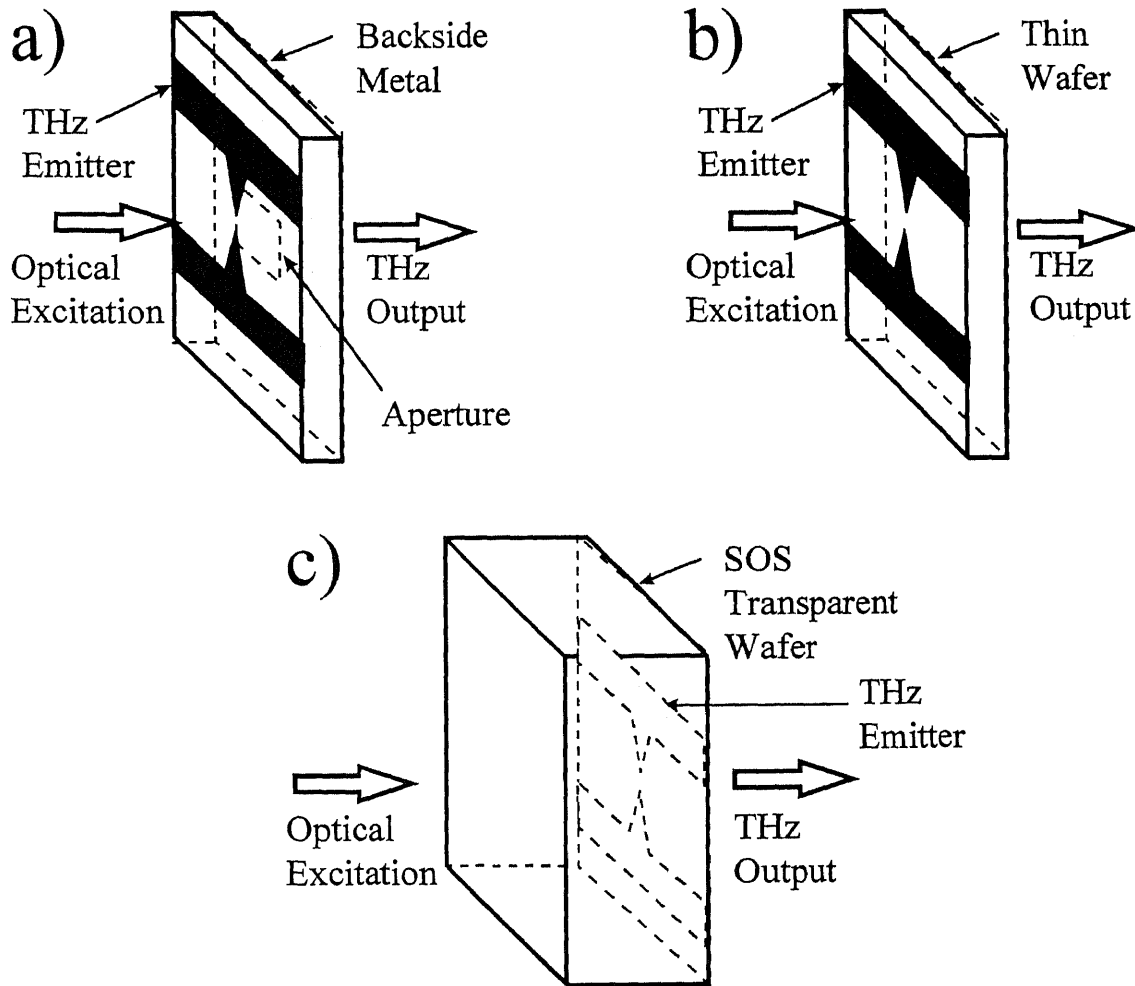 a)
Backside
Metal
THz
Emitter
Optical
Excitation
THz
Output
Aperture
b)
Thin
Wafer
THz
Emitter
Optical
Excitation
THz
Output
c)
SOS
Transparent
Wafer
THz
Emitter
Optical
Excitation
THz
Output